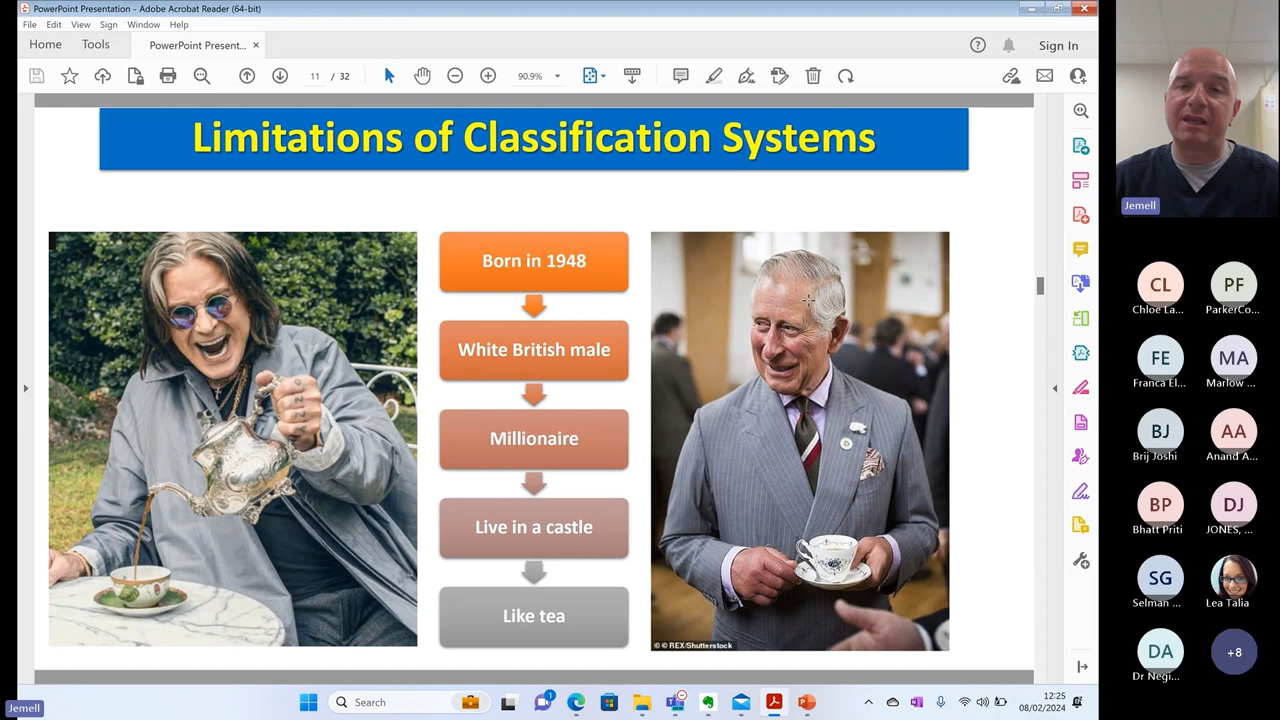 PowerPoint Presentation - Adobe Acrobat Reader (64-bit)
File Edit View Sign Window Help
Home Tools PowerPoint Present... × Sign In
11 / 32 90.9%
Limitations of Classification Systems
Born in 1948
White British male
Millionaire
Live in a castle
Like tea
© © REX/Shutterstock
Jemell
CL PF
Chloe La... ParkerCo...
FE MA
Franca El... Marlow ...
BJ AA
Brij Joshi Anand A...
BP DJ
Bhatt Priti JONES, ...
SG
Selman ... Lea Talia
DA +8
Dr Negi...
Jemell
Search
1
NEW
12:25
08/02/2024